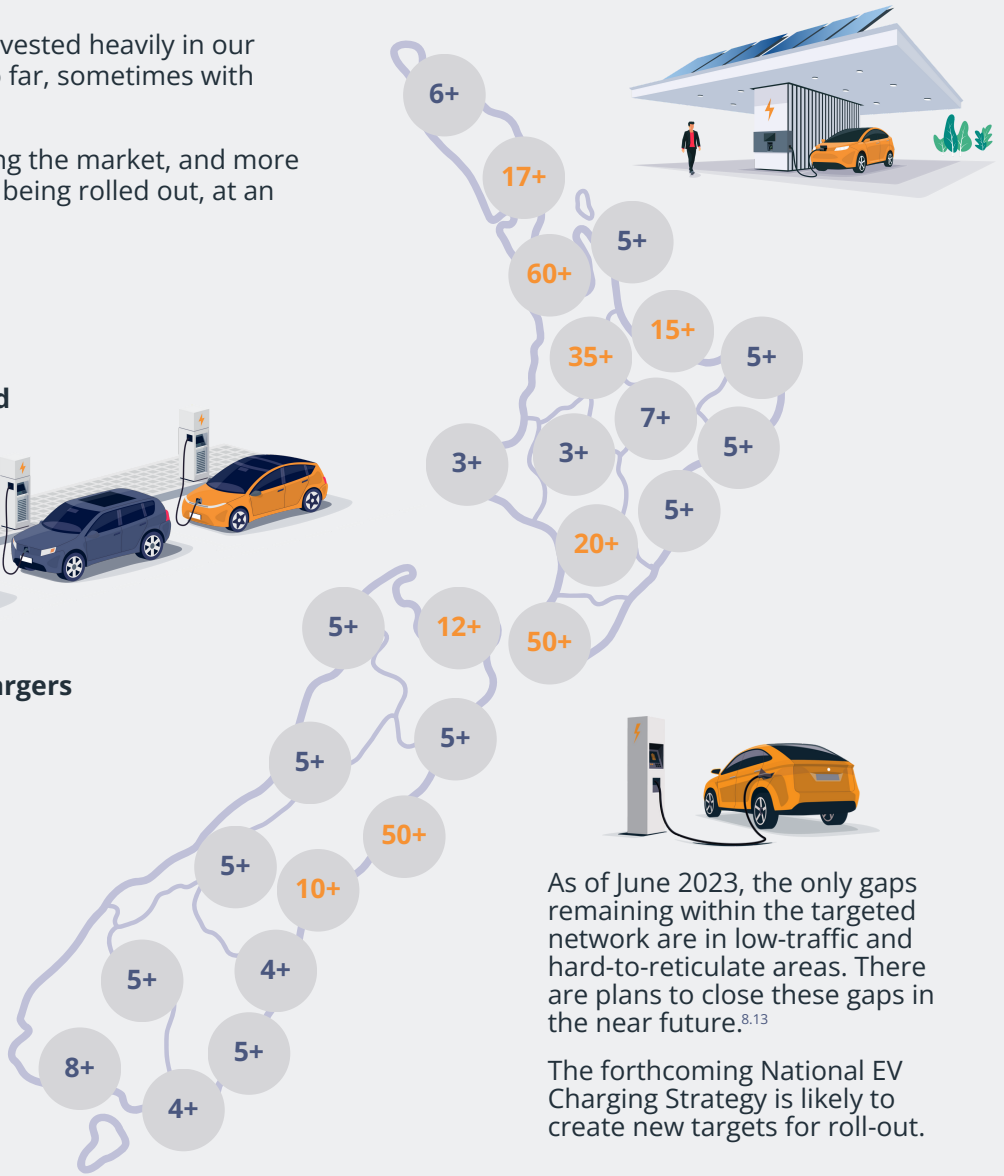 vested heavily in our
far, sometimes with
ng the market, and more
being rolled out, at an
d
argers
6+
17+
5+
60+
15+
35+
5+
7+
5+
3+
3+
5+
20+
5+
12+
50+
5+
5+
50+
5+
10+
5+
4+
5+
8+
4+
As of June 2023, the only gaps
remaining within the targeted
network are in low-traffic and
hard-to-reticulate areas. There
are plans to close these gaps in
the near future.8.13
The forthcoming National EV
Charging Strategy is likely to
create new targets for roll-out.